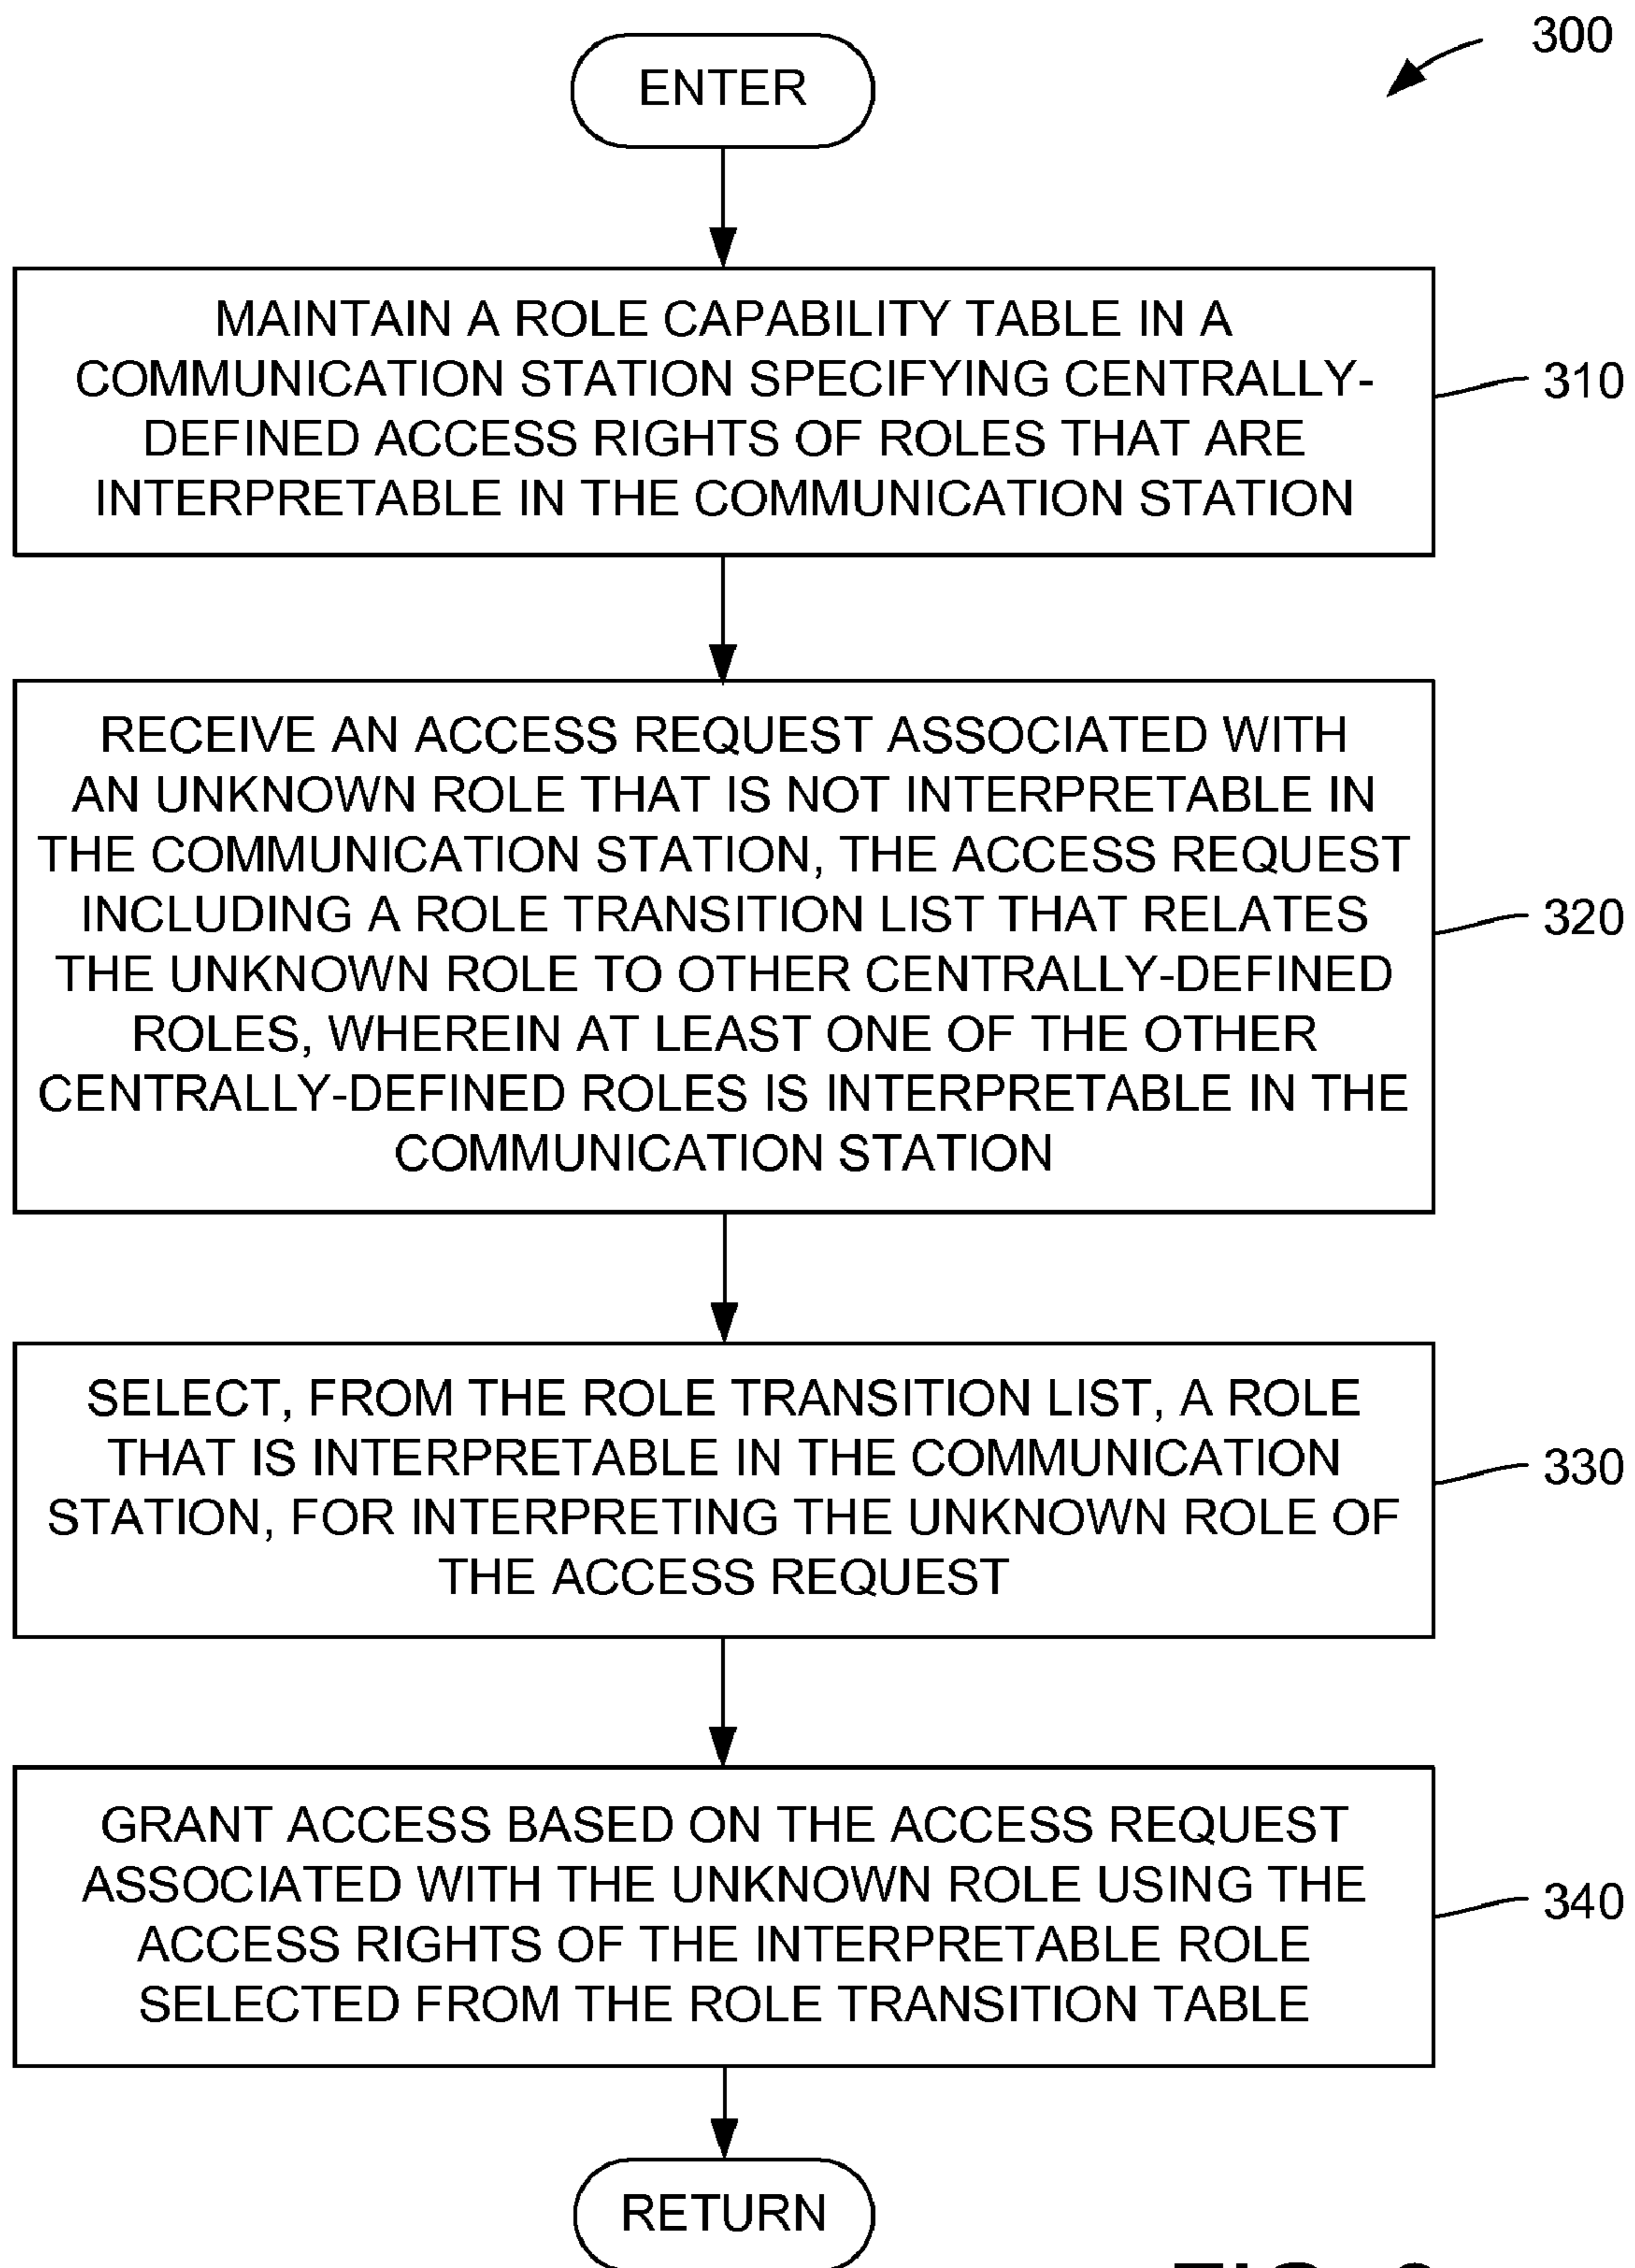 300
ENTER
MAINTAIN A ROLE CAPABILITY TABLE IN A
COMMUNICATION STATION SPECIFYING CENTRALLY-
DEFINED ACCESS RIGHTS OF ROLES THAT ARE
INTERPRETABLE IN THE COMMUNICATION STATION
310
RECEIVE AN ACCESS REQUEST ASSOCIATED WITH
AN UNKNOWN ROLE THAT IS NOT INTERPRETABLE IN
THE COMMUNICATION STATION, THE ACCESS REQUEST
INCLUDING A ROLE TRANSITION LIST THAT RELATES
THE UNKNOWN ROLE TO OTHER CENTRALLY-DEFINED
ROLES, WHEREIN AT LEAST ONE OF THE OTHER
CENTRALLY-DEFINED ROLES IS INTERPRETABLE IN THE
COMMUNICATION STATION
320
SELECT, FROM THE ROLE TRANSITION LIST, A ROLE
THAT IS INTERPRETABLE IN THE COMMUNICATION
STATION, FOR INTERPRETING THE UNKNOWN ROLE OF
THE ACCESS REQUEST
330
GRANT ACCESS BASED ON THE ACCESS REQUEST
ASSOCIATED WITH THE UNKNOWN ROLE USING THE
ACCESS RIGHTS OF THE INTERPRETABLE ROLE
SELECTED FROM THE ROLE TRANSITION TABLE
340
RETURN